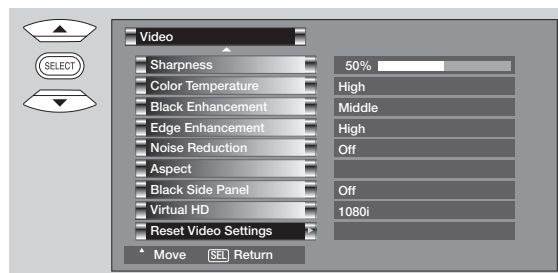 SELECT
Video
Sharpness 50%
Color Temperature High
Black Enhancement Middle
Edge Enhancement High
Noise Reduction Off
Aspect
Black Side Panel Off
Virtual HD 1080i
Reset Video Settings
Move SEL Return